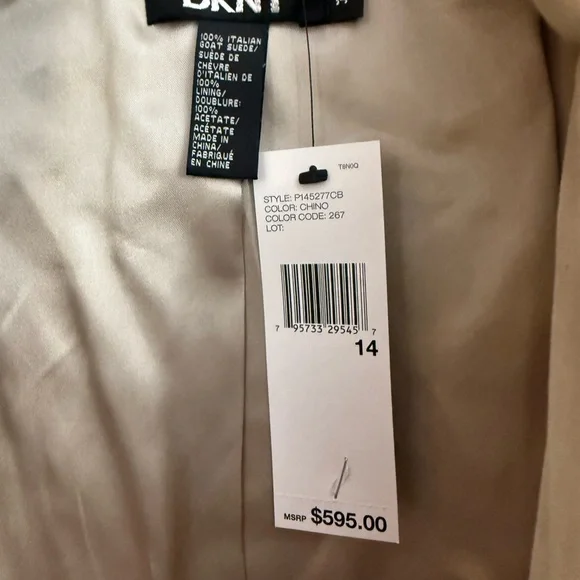 DKNY
100% ITALIAN
GOAT SUEDE/
SUÈDE DE
CHÈVRE
D'ITALIEN DE
100%
LINING/
DOUBLURE:
100%
ACETATE/
ACÉTATE
MADE IN
CHINA/
FABRIQUÉ
EN CHINE
T8N0Q
STYLE: P145277CB
COLOR: CHINO
COLOR CODE: 267
LOT:
7 95733 29545 7
14
MSRP $595.00